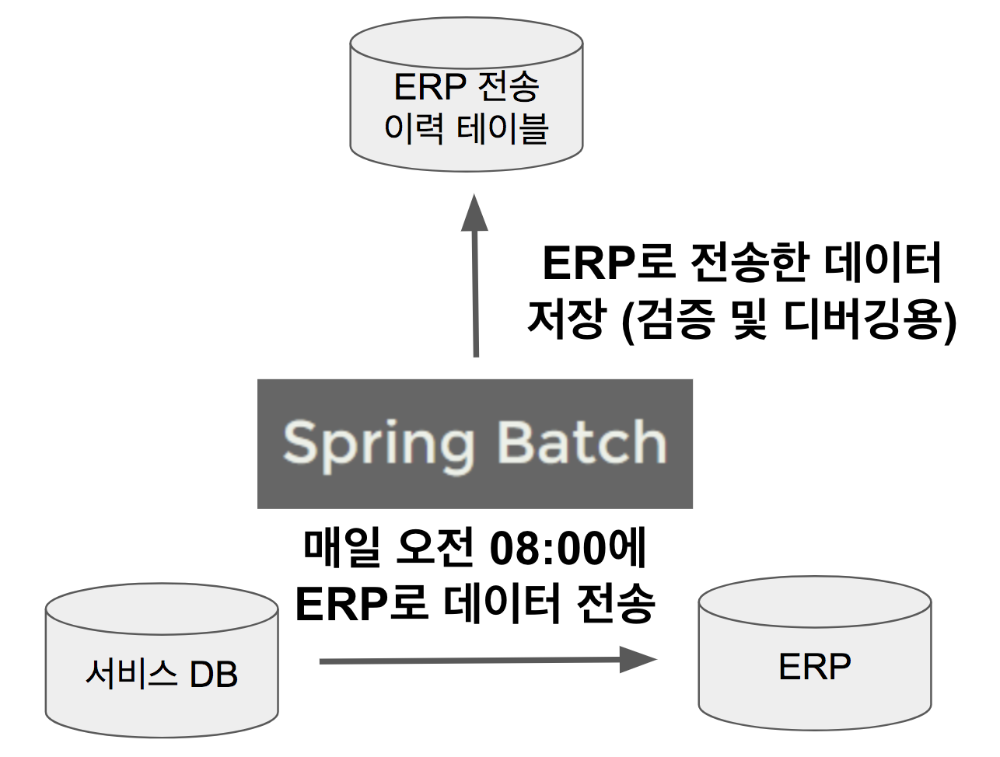 ERP 전송
이력 테이블
ERP로 전송한 데이터
저장 (검증 및 디버깅용)
Spring Batch
매일 오전 08:00에
ERP로 데이터 전송
서비스 DB
ERP